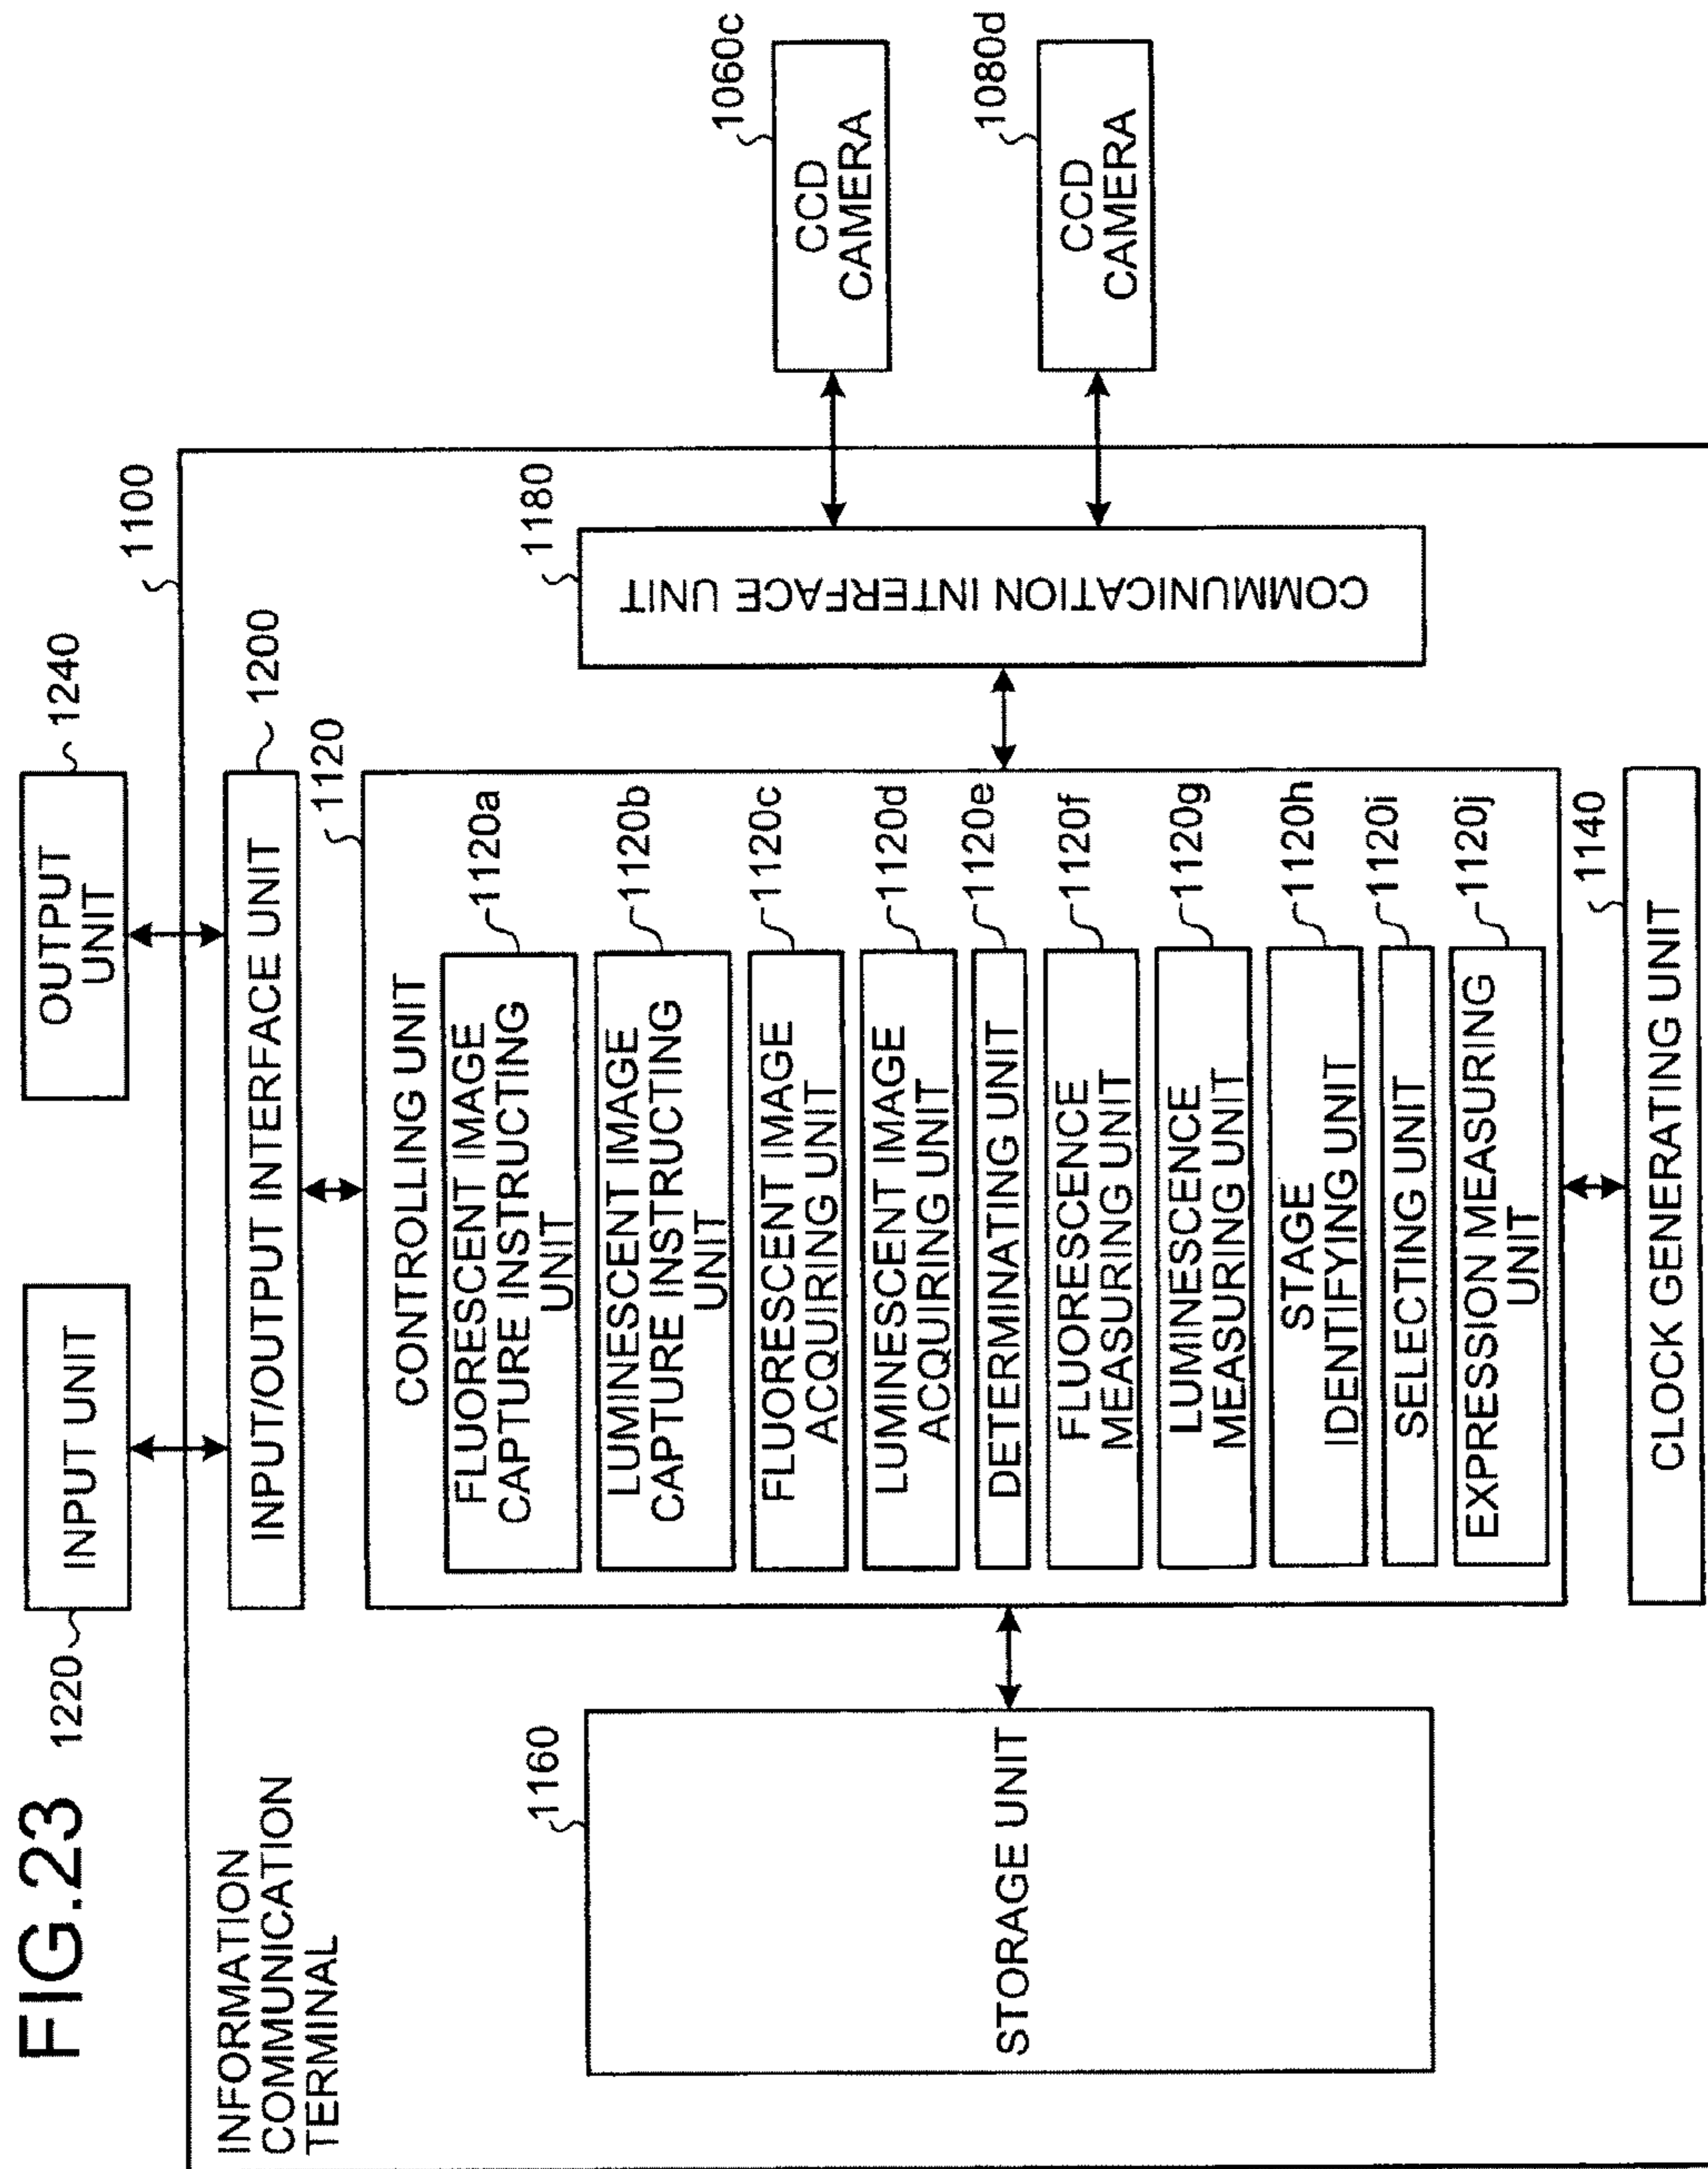 FIG.23
1220
INPUT UNIT
OUTPUT
UNIT
1240
1100
INFORMATION
COMMUNICATION
TERMINAL
INPUT/OUTPUT INTERFACE UNIT
1200
1120
CONTROLLING UNIT
FLUORESCENT IMAGE
CAPTURE INSTRUCTING
UNIT
1120a
LUMINESCENT IMAGE
CAPTURE INSTRUCTING
UNIT
1120b
FLUORESCENT IMAGE
ACQUIRING UNIT
1120c
LUMINESCENT IMAGE
ACQUIRING UNIT
1120d
DETERMINATING UNIT
1120e
FLUORESCENCE
MEASURING UNIT
1120f
LUMINESCENCE
MEASURING UNIT
1120g
STAGE
IDENTIFYING UNIT
1120h
SELECTING UNIT
1120i
EXPRESSION MEASURING
UNIT
1120j
1160
STORAGE UNIT
1180
COMMUNICATION INTERFACE UNIT
1060c
CCD
CAMERA
1080d
CCD
CAMERA
1140
CLOCK GENERATING UNIT